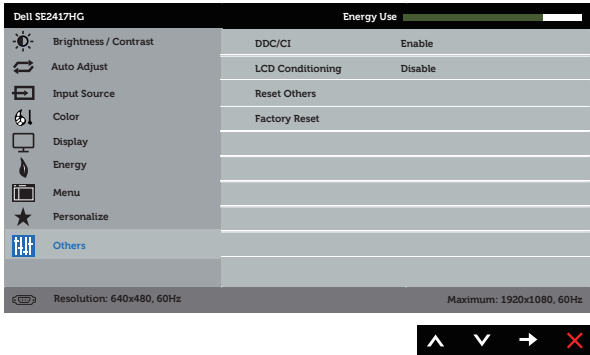 Dell SE2417HG Energy Use
Brightness / Contrast DDC/CI Enable
Auto Adjust LCD Conditioning Disable
Input Source Reset Others
Color Factory Reset
Display
Energy
Menu
Personalize
Others
Resolution: 640x480, 60Hz Maximum: 1920x1080, 60Hz